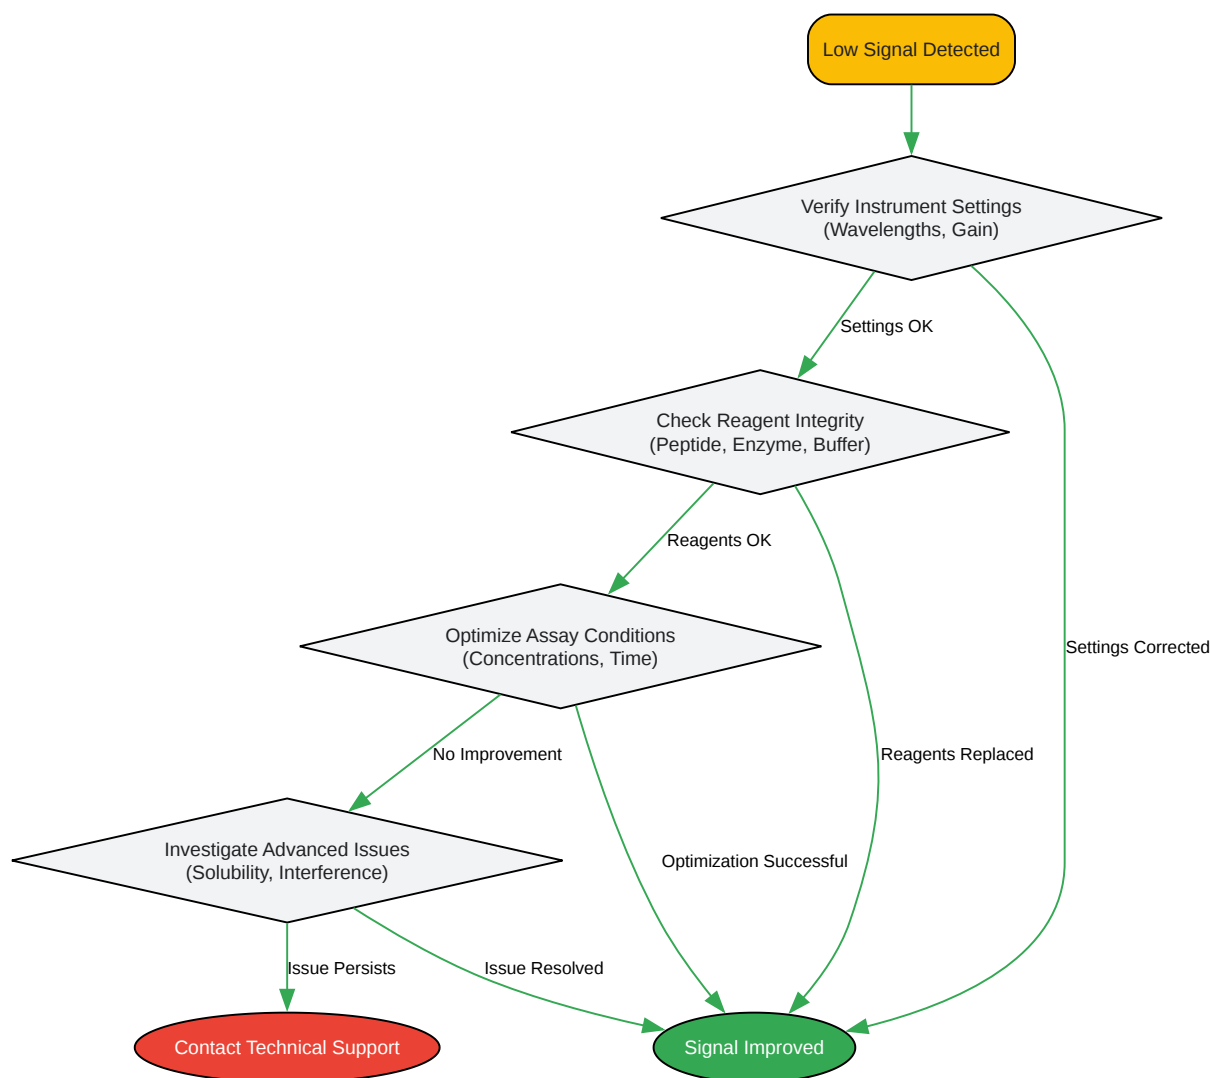 Low Signal Detected
Verify Instrument Settings
(Wavelengths, Gain)
Settings OK
Check Reagent Integrity
(Peptide, Enzyme, Buffer)
Reagents OK
Optimize Assay Conditions
(Concentrations, Time)
Settings Corrected
No Improvement
Reagents Replaced
Investigate Advanced Issues
(Solubility, Interference)
Optimization Successful
Issue Persists
Issue Resolved
Contact Technical Support
Signal Improved